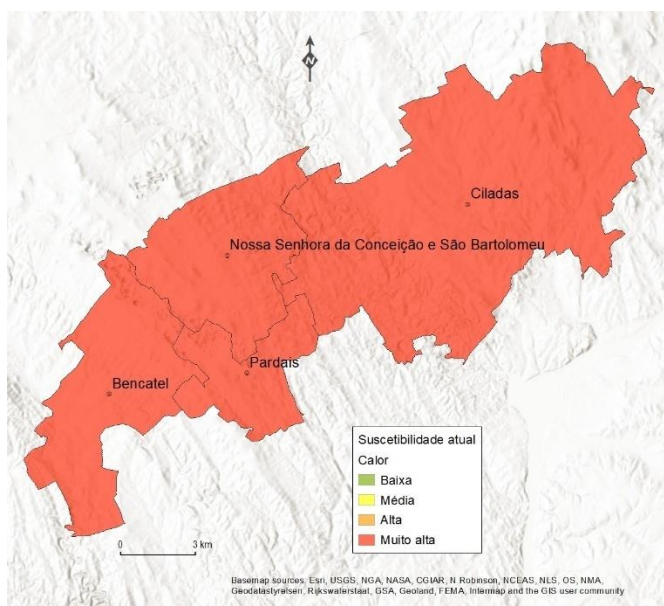 N
Ciladas
Nossa Senhora da Conceição e São Bartolomeu
Pardais
Bencatel
Suscetibilidade atual
Calor
Baixa
Média
Alta
Muito alta
0 3 km
Basemap sources: Esri, USGS, NGA, NASA, CGIAR, N Robinson, NCEAS, NLS, OS, NMA,
Geodatastyrelsen, Rijkswaterstaat, GSA, Geoland, FEMA, Intermap and the GIS user community